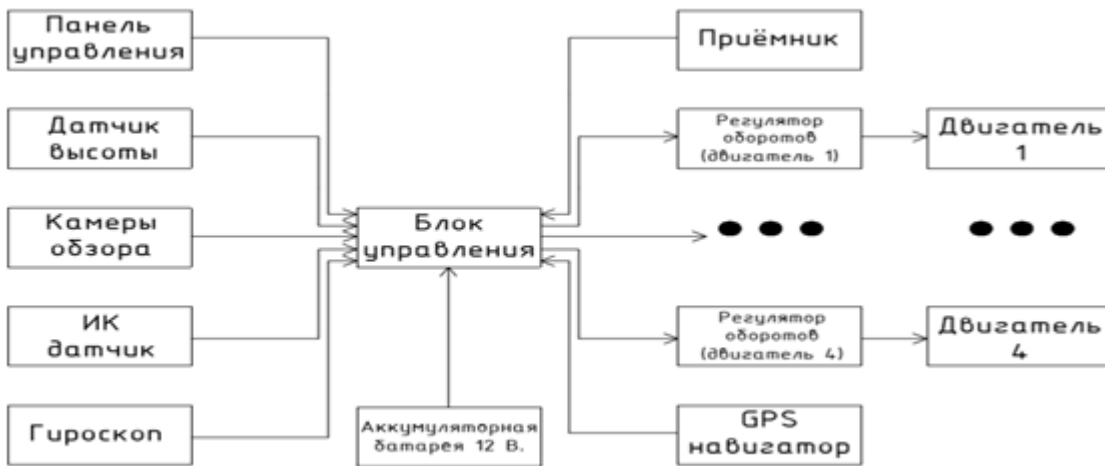 Панель
управления
Приёмник
Датчик
высоты
Регулятор
оборотов
(двигатель 1)
Двигатель
1
Камеры
обзора
Блок
управления
ИК
датчик
Регулятор
оборотов
(двигатель 4)
Двигатель
4
Гироскоп
Аккумуляторная
батарея 12 В.
GPS
навигатор